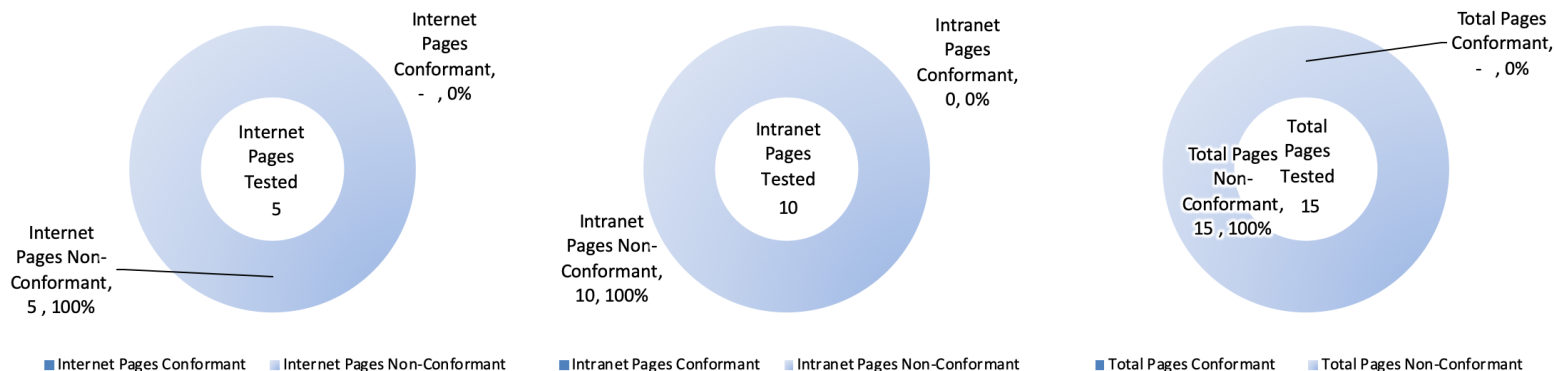 Internet
Pages
Conformant,
- , 0%
Internet
Pages
Tested
5
Internet
Pages Non-
Conformant,
5 , 100%
Internet Pages Conformant
Internet Pages Non-Conformant
Intranet
Pages
Conformant,
0, 0%
Intranet
Pages
Tested
10
Intranet
Pages Non-
Conformant,
10, 100%
Intranet Pages Conformant
Intranet Pages Non-Conformant
Total Pages
Conformant,
- , 0%
Total
Pages
Tested
15
Total Pages
Non-
Conformant,
15 , 100%
Total Pages Conformant
Total Pages Non-Conformant